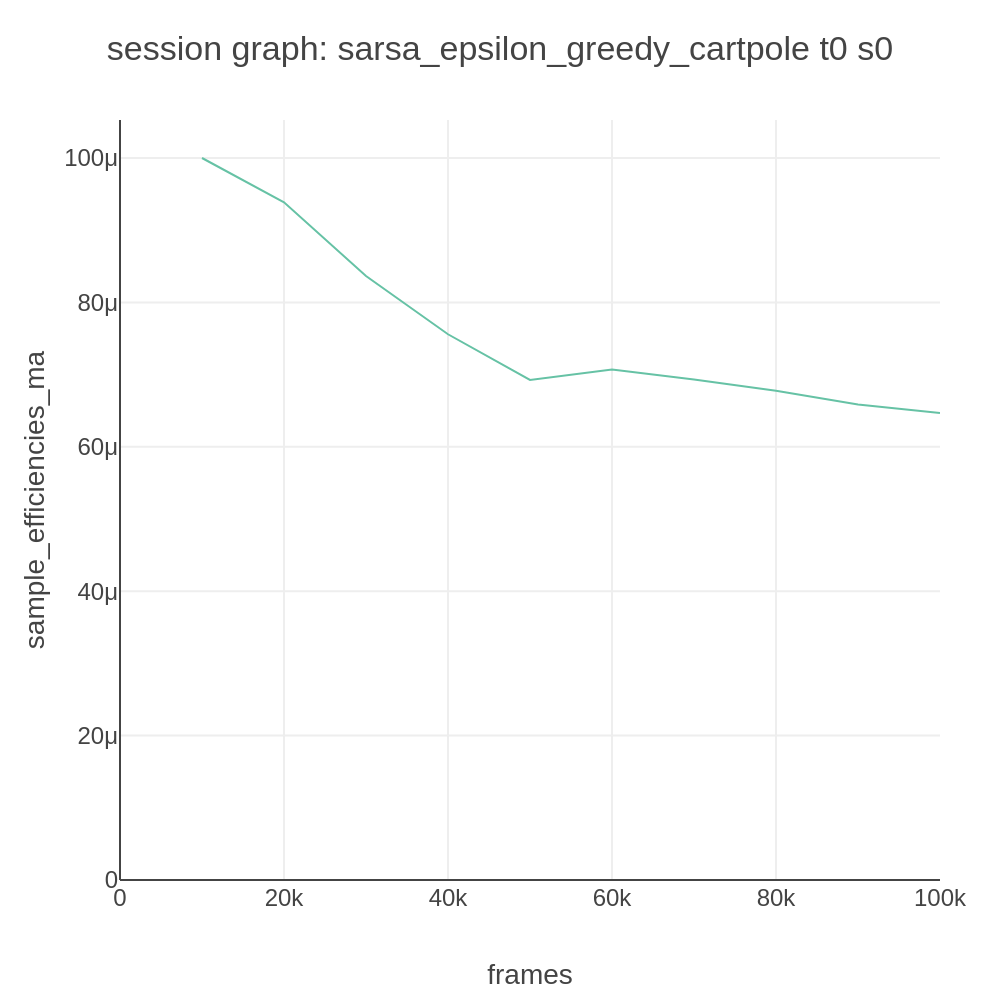 session graph: sarsa_epsilon_greedy_cartpole t0 s0
sample_efficiencies_ma
100μ
80μ
60μ
40μ
20μ
0
0 20k 40k 60k 80k 100k
frames